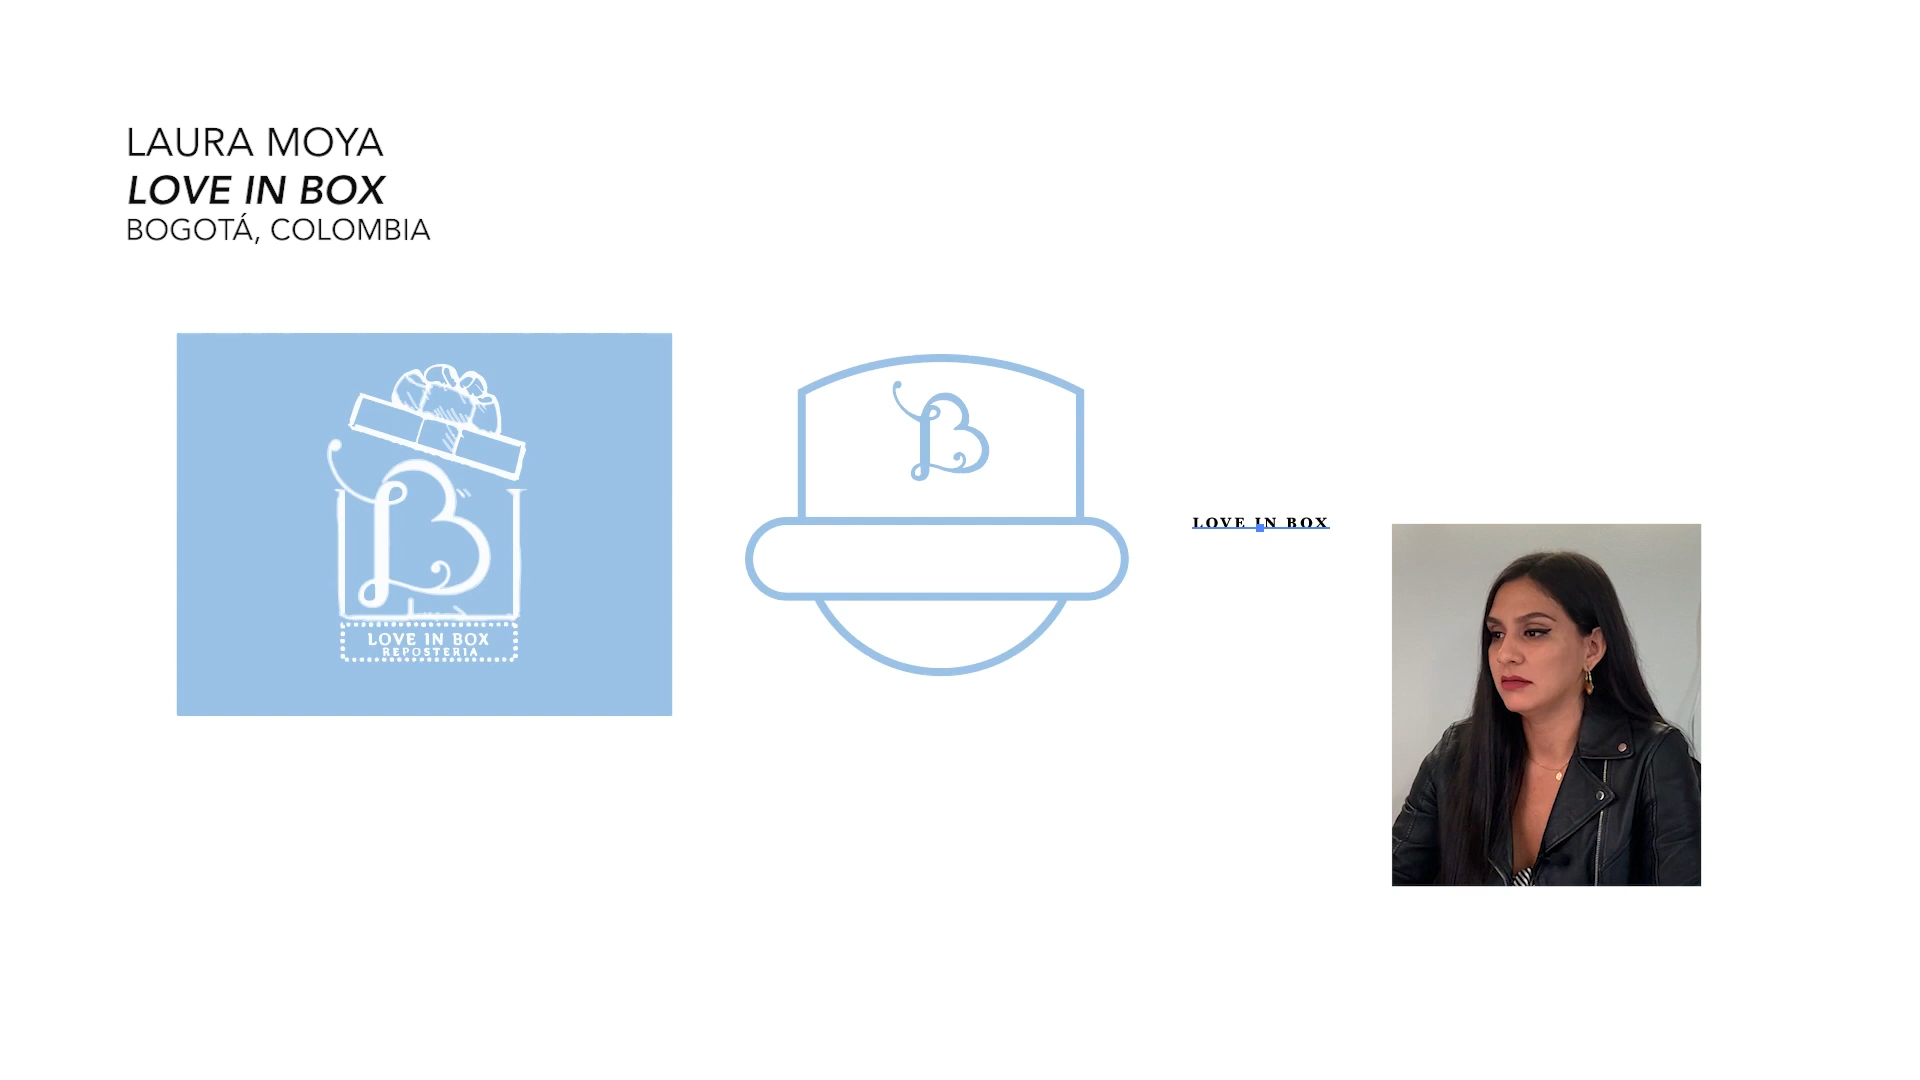 LAURA MOYA
LOVE IN BOX
BOGOTÁ, COLOMBIA
B
LOVE IN BOX
REPOSTERIA
B
LOVE IN BOX